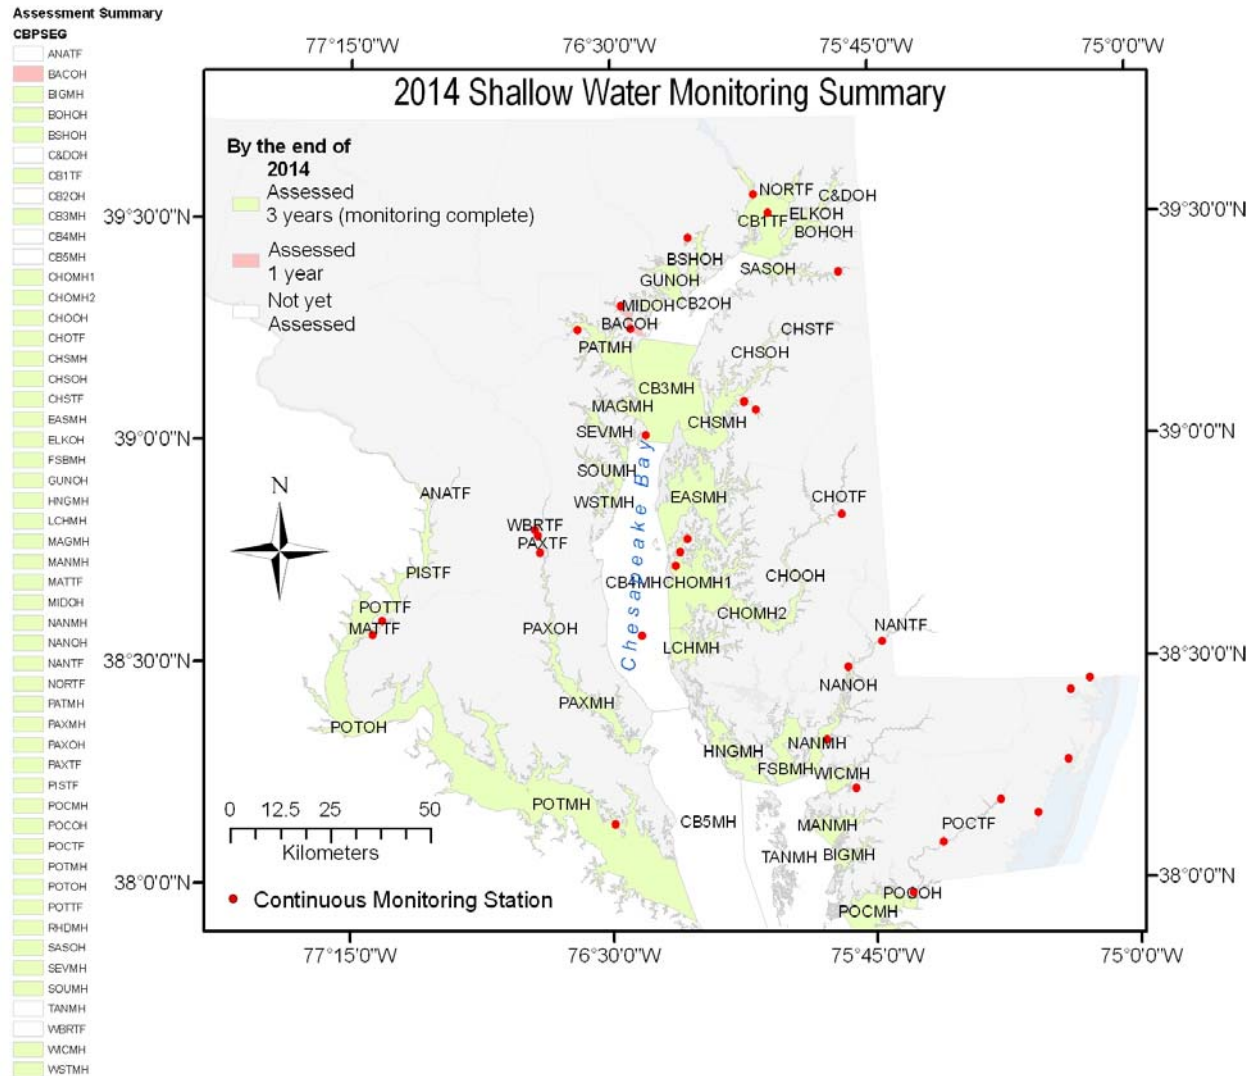 Assessment Summary
CBPSEG
ANATF
BACOH
BIGMH
BOHOH
BSHOH
C&DOH
CB1TF
CB2OH
CB3MH
CB4MH
CB5MH
CHOMH1
CHOMH2
CHOOH
CHOTF
CHSMH
CHSOH
CHSTF
EASMH
ELKOH
FSBMH
GUNOH
HNGMH
LCHMH
MAGMH
MANMH
MATTF
MIDOH
NANMH
NANOH
NANTF
NORTF
PATMH
PAXMH
PAXOH
PAXTF
PISTF
POCMH
POCOH
POCTF
POTMH
POTOH
POTTF
RHDMH
SASOH
SEVMH
SOUMH
TANMH
WBRTF
WICMH
WSTMH
77°15'0"W 76°30'0"W 75°45'0"W 75°0'0"W
2014 Shallow Water Monitoring Summary
By the end of
2014
Assessed
3 years (monitoring complete)
Assessed
1 year
Not yet
Assessed
39°30'0"N
39°0'0"N
38°30'0"N
38°0'0"N
39°30'0"N
39°0'0"N
38°30'0"N
38°0'0"N
NORTF
C&DOH
CB1TF
ELKOH
BOHOH
BSHOH
SASOH
GUNOH
MIDOH
CB2OH
BACOH
PATMH
CHSTF
CHSOH
CB3MH
MAGMH
CHSMH
SEVMH
SOUMH
ANATF
WSTMH
EASMH
CHOTF
WBRTF
PAXTF
Chesapeake Bay
PISTF
CB4MH
CHOMH1
CHOOH
POTTF
MATTF
CHOMH2
PAXOH
NANTF
LCHMH
NANOH
PAXMH
POTOH
HNGMH
NANMH
FSBMH
WICMH
POTMH
CB5MH
MANMH
POCTF
TANMH
BIGMH
POCOH
POCMH
N
0 12.5 25 50
Kilometers
Continuous Monitoring Station
77°15'0"W 76°30'0"W 75°45'0"W 75°0'0"W